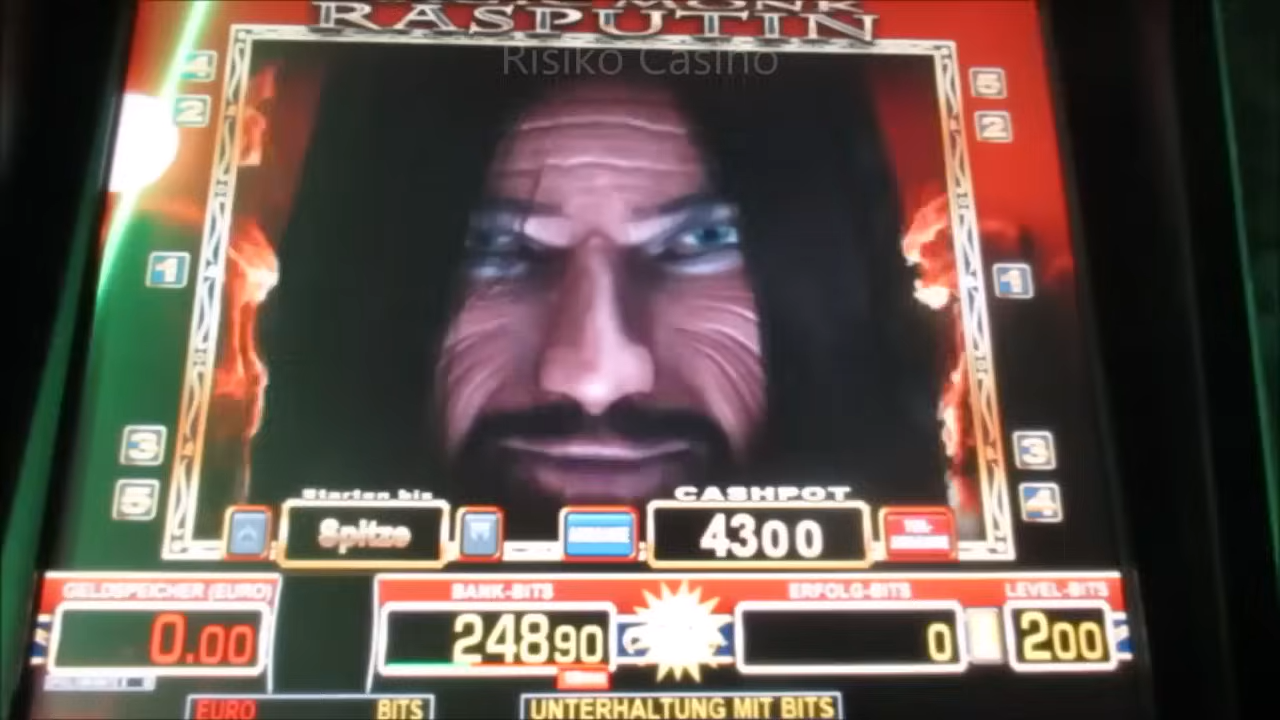 RASPUTIN
Risiko Casino
4
5
2
2
1
1
3
3
5
4
Starten bis
CASHPOT
Spitze
4300
GELDSPEICHER (EURO)
BANK-BITS
ERFOLG-BITS
LEVEL-BITS
0.00
24890
0
200
EURO
BITS
UNTERHALTUNG MIT BITS